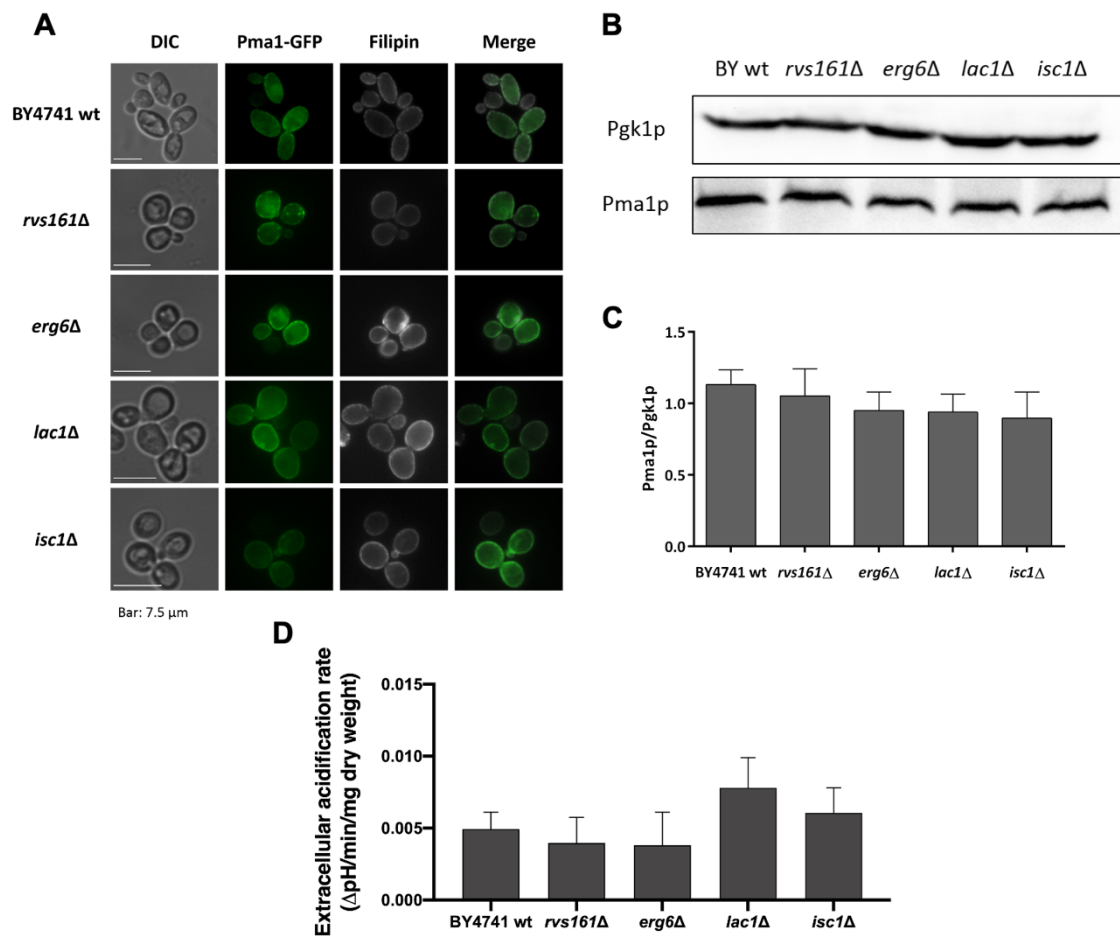 A
DIC Pma1-GFP Filipin Merge
BY4741 wt
rvs161Δ
erg6Δ
lac1Δ
isc1Δ
Bar: 7.5 µm
B
BY wt rvs161Δ erg6Δ lac1Δ isc1Δ
Pgk1p
Pma1p
C
Pma1p/Pgk1p
1.5
1.0
0.5
0.0
BY4741 wt rvs161Δ erg6Δ lac1Δ isc1Δ
D
Extracellular acidification rate
(ΔpH/min/mg dry weight)
0.015
0.010
0.005
0.000
BY4741 wt rvs161Δ erg6Δ lac1Δ isc1Δ